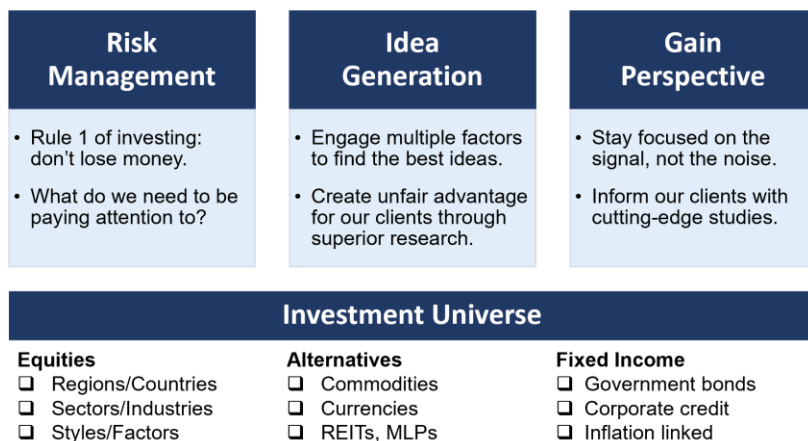 Risk
Management
• Rule 1 of investing:
don’t lose money.
• What do we need to be
paying attention to?
Idea
Generation
• Engage multiple factors
to find the best ideas.
• Create unfair advantage
for our clients through
superior research.
Gain
Perspective
• Stay focused on the
signal, not the noise.
• Inform our clients with
cutting-edge studies.
Investment Universe
Equities
❑ Regions/Countries
❑ Sectors/Industries
❑ Styles/Factors
Alternatives
❑ Commodities
❑ Currencies
❑ REITs, MLPs
Fixed Income
❑ Government bonds
❑ Corporate credit
❑ Inflation linked